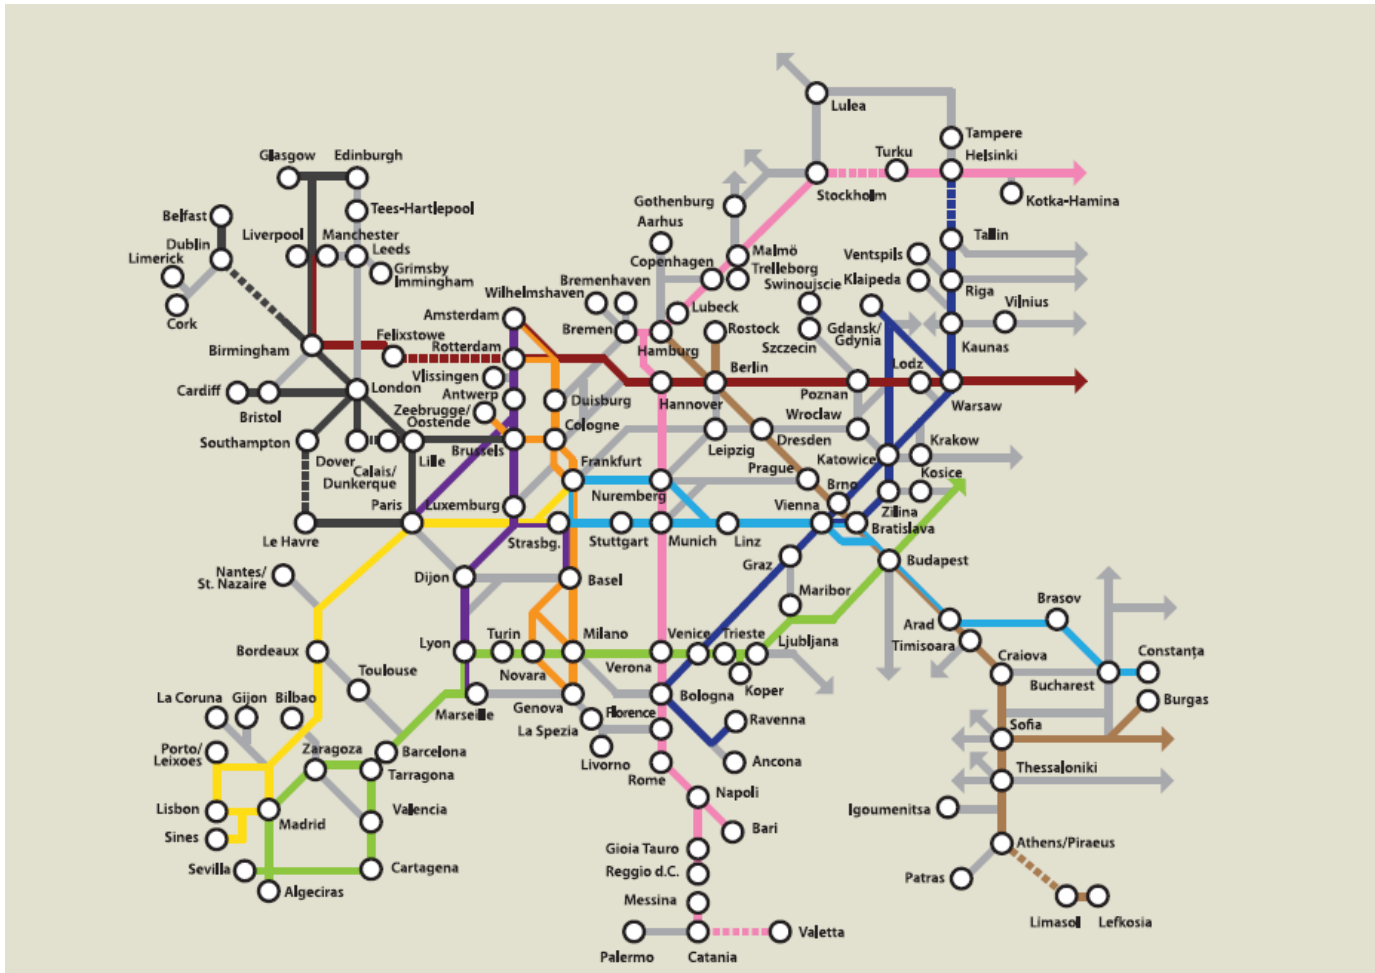 Lulea
Tampere
Turku
Helsinki
Glasgow
Edinburgh
Stockholm
Kotka-Hamina
Gothenburg
Belfast
Tees-Hartlepool
Aarhus
Tallin
Liverpool
Manchester
Dublin
Leeds
Malmö
Ventspils
Limerick
Copenhagen
Trelleborg
Grimsby
Immingham
Bremenhaven
Swinoujscie
Klaipeda
Riga
Wilhelmshaven
Vilnius
Cork
Amsterdam
Lubeck
Felixstowe
Bremen
Rostock
Gdansk/
Gdynia
Birmingham
Rotterdam
Hamburg
Szczecin
Kaunas
Vlissingen
Berlin
Lodz
Cardiff
London
Antwerp
Poznan
Bristol
Duisburg
Hannover
Warsaw
Zeebrugge/
Oostende
Wroclaw
Southampton
Cologne
Dresden
Krakow
Dover
Lille
Brussels
Leipzig
Katowice
Calais/
Dunkerque
Frankfurt
Prague
Kosice
Nuremberg
Brno
Paris
Luxemburg
Vienna
Zilina
Bratislava
Le Havre
Strasbg.
Stuttgart
Munich
Linz
Graz
Budapest
Nantes/
St. Nazaire
Dijon
Basel
Maribor
Brasov
Arad
Lyon
Turin
Milano
Venice
Trieste
Ljubljana
Timisoara
Bordeaux
Craiova
Constanţa
Toulouse
Novara
Verona
Koper
Bucharest
La Coruna
Gijon
Bilbao
Marseille
Genova
Bologna
Burgas
Florence
Ravenna
Sofia
La Spezia
Porto/
Leixoes
Zaragoza
Barcelona
Livorno
Ancona
Tarragona
Rome
Thessaloniki
Napoli
Lisbon
Madrid
Valencia
Igoumenitsa
Sines
Bari
Gioia Tauro
Athens/Piraeus
Sevilla
Cartagena
Reggio d.C.
Patras
Algeciras
Messina
Limasol
Lefkosia
Valetta
Palermo
Catania